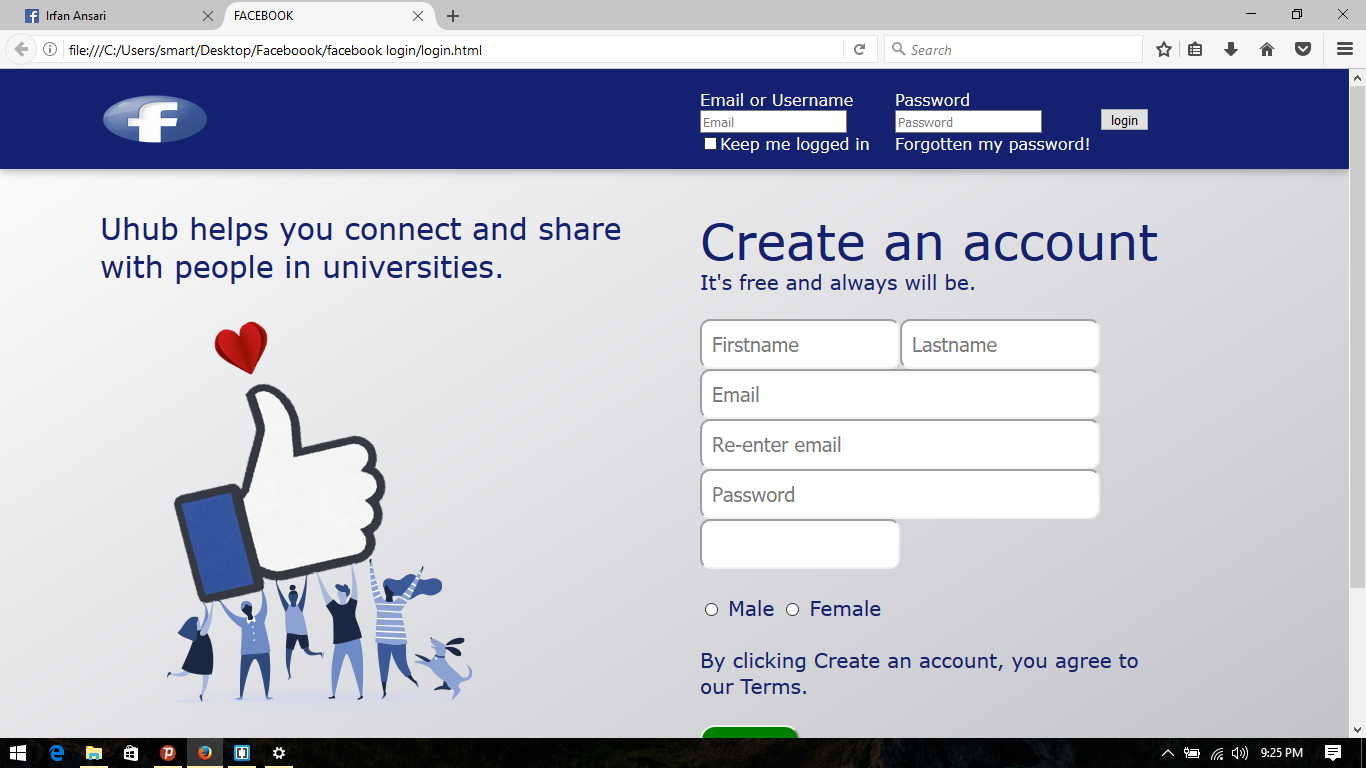 Irfan Ansari
FACEBOOK
file:///C:/Users/smart/Desktop/Faceboook/facebook login/login.html
Search
f
Email or Username
Password
Email
Password
login
Keep me logged in
Forgotten my password!
Uhub helps you connect and share
with people in universities.
Create an account
It's free and always will be.
Firstname
Lastname
Email
Re-enter email
Password
Male
Female
By clicking Create an account, you agree to
our Terms.
9:25 PM